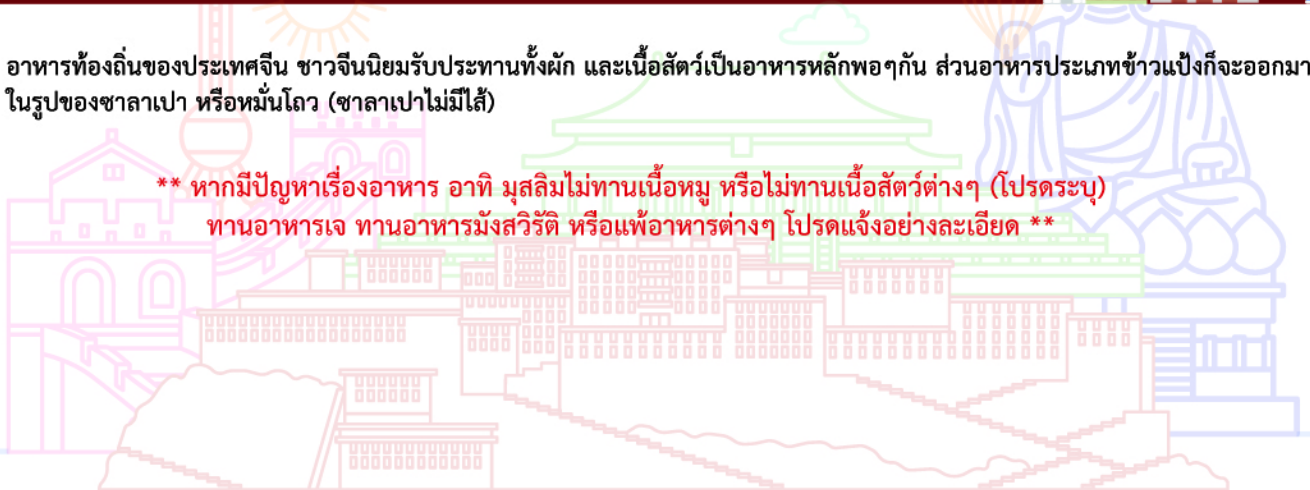 อาหารท้องถิ่นของประเทศจีน ชาวจีนนิยมรับประทานทั้งผัก และเนื้อสัตว์เป็นอาหารหลักพอๆกัน ส่วนอาหารประเภทข้าวแป้งก็จะออกมา
ในรูปของซาลาเปา หรือหมั่นโถว (ซาลาเปาไม่มีไส้)
** หากมีปัญหาเรื่องอาหาร อาทิ มุสลิมไม่ทานเนื้อหมู หรือไม่ทานเนื้อสัตว์ต่างๆ (โปรดระบุ)
ทานอาหารเจ ทานอาหารมังสวิรัติ หรือแพ้อาหารต่างๆ โปรดแจ้งอย่างละเอียด **